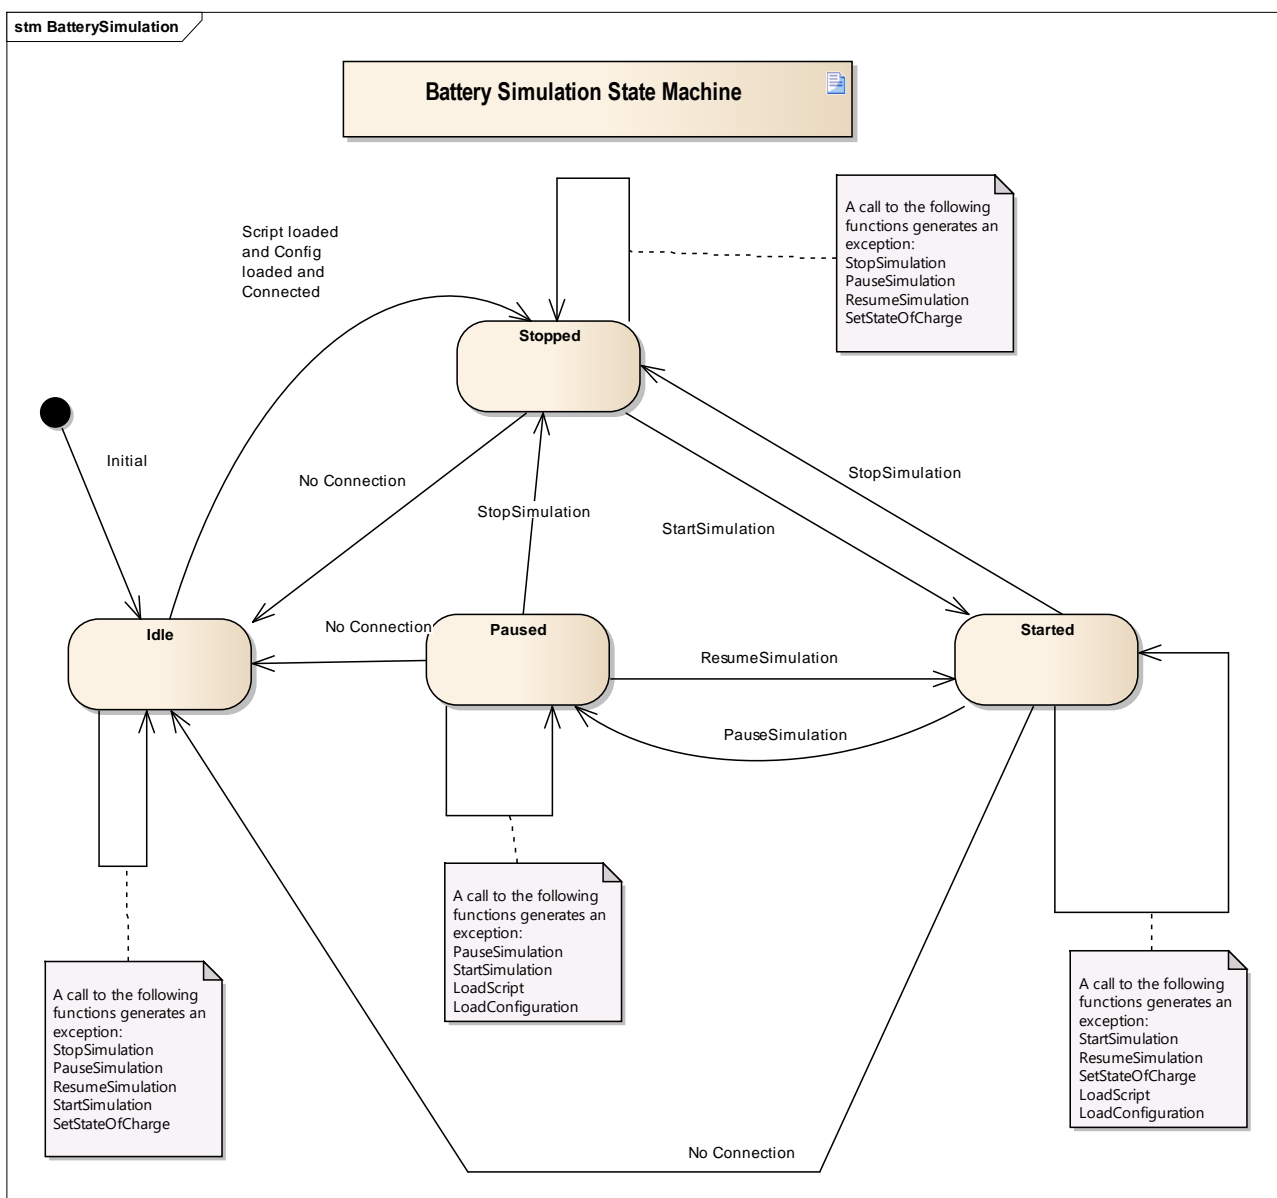 stm BatterySimulation
Battery Simulation State Machine
Script loaded
and Config
loaded and
Connected
A call to the following
functions generates an
exception:
StopSimulation
PauseSimulation
ResumeSimulation
SetStateOfCharge
Stopped
Initial
No Connection
StopSimulation
StopSimulation
StartSimulation
Idle
No Connection
Paused
ResumeSimulation
Started
PauseSimulation
A call to the following
functions generates an
exception:
PauseSimulation
StartSimulation
LoadScript
LoadConfiguration
A call to the following
functions generates an
exception:
StopSimulation
PauseSimulation
ResumeSimulation
StartSimulation
SetStateOfCharge
A call to the following
functions generates an
exception:
StartSimulation
ResumeSimulation
SetStateOfCharge
LoadScript
LoadConfiguration
No Connection